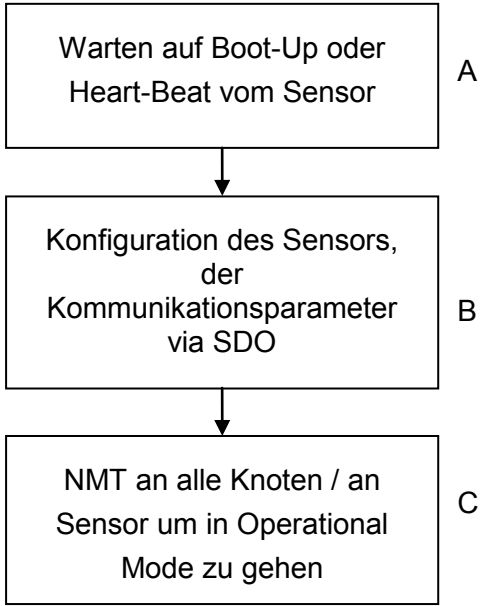 Warten auf Boot-Up oder
Heart-Beat vom Sensor
A
Konfiguration des Sensors,
der
Kommunikationsparameter
via SDO
B
NMT an alle Knoten / an
Sensor um in Operational
Mode zu gehen
C